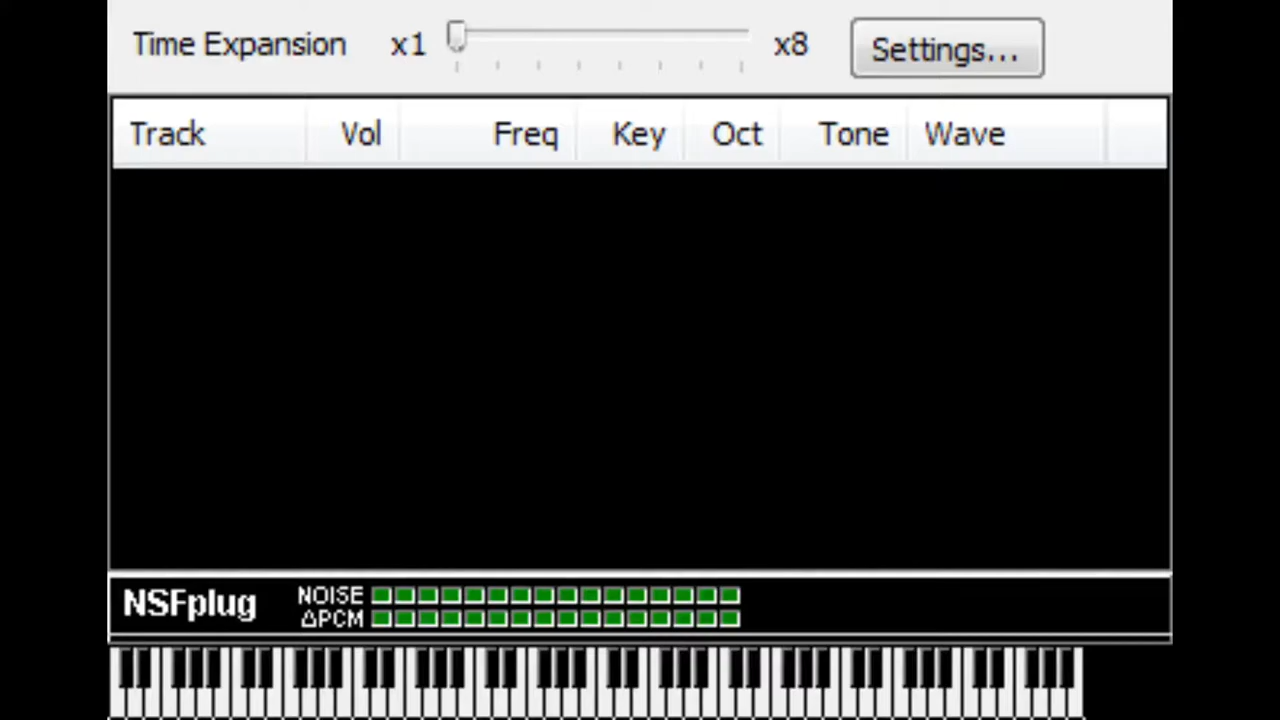 Time Expansion x1 x8 Settings...
Track Vol Freq Key Oct Tone Wave
NSFplug NOISE
ΔPCM